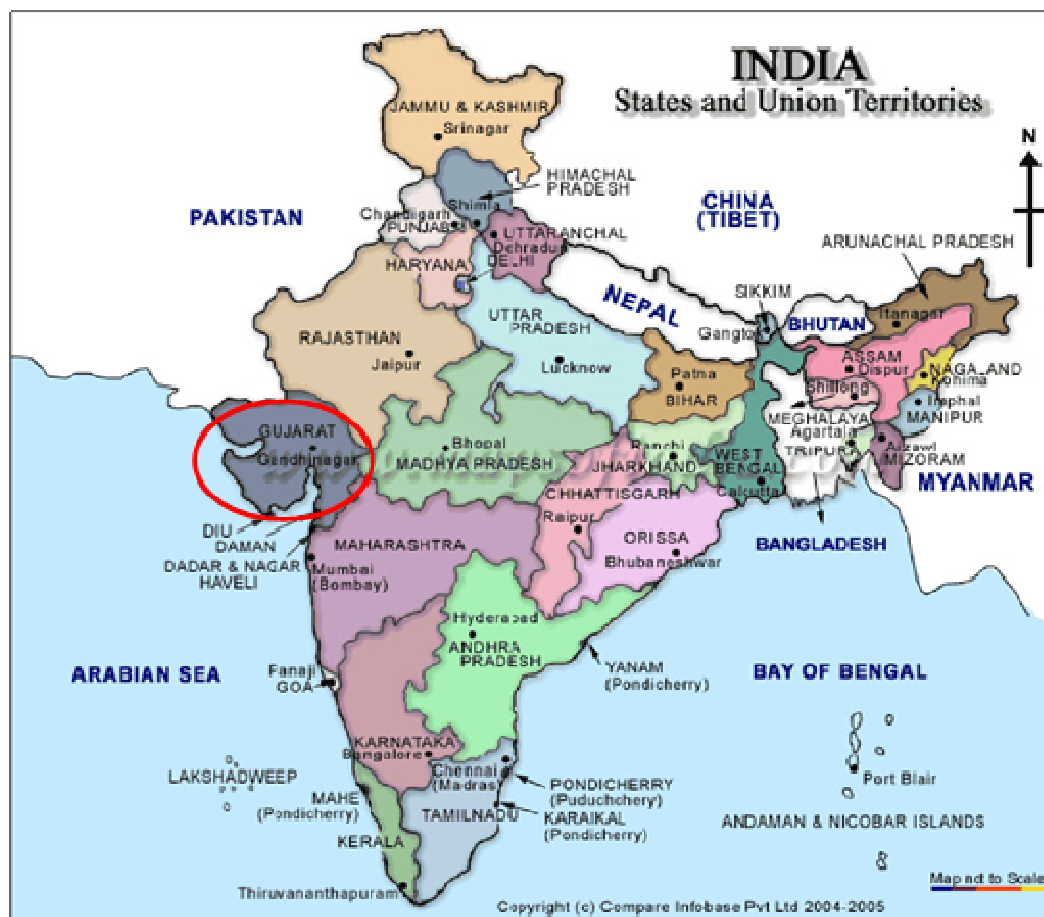 INDIA
States and Union Territories
N
JAMMU & KASHMIR
Srinagar
HIMACHAL
PRADESH
CHINA
(TIBET)
PAKISTAN
Chandigarh
Shimla
PUNJAB
UTTARANCHAL
Dehradun
DELHI
HARYANA
ARUNACHAL PRADESH
NEPAL
SIKKIM
Gangtok
BHUTAN
Itanagar
UTTAR
PRADESH
Lucknow
RAJASTHAN
Jaipur
ASSAM
Dispur
NAGALAND
Kohima
Shillong
Imphal
MANIPUR
MEGHALAYA
Agartala
TRIPURA
Aizawl
MIZORAM
MYANMAR
Patna
BIHAR
GUJARAT
Gandhinagar
Bhopal
MADHYA PRADESH
Ranchi
JHARKHAND
WEST
BENGAL
Calcutta
CHHATTISGARH
Raipur
ORISSA
Bhubaneshwar
BANGLADESH
DIU
DAMAN
DADAR & NAGAR
HAVELI
MAHARASHTRA
Mumbai
(Bombay)
Hyderabad
ANDHRA
PRADESH
YANAM
(Pondicherry)
ARABIAN SEA
BAY OF BENGAL
Panaji
GOA
KARNATAKA
Bangalore
Chennai
(Madras)
LAKSHADWEEP
MAHE
(Pondicherry)
PONDICHERRY
(Puduchchery)
KARAIKAL
(Pondicherry)
TAMILNADU
KERALA
Thiruvananthapuram
Port Blair
ANDAMAN & NICOBAR ISLANDS
Map not to Scale
Copyright (c) Compare Infobase Pvt Ltd 2004-2005